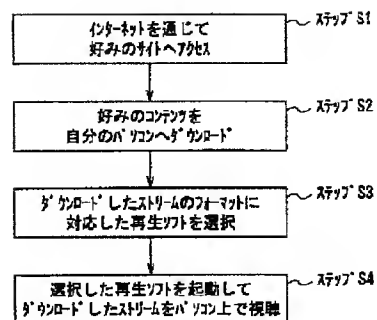 インターネットを通じて
好みのサイトへアクセス
ステップS1
好みのコンテンツを
自分のパソコンへダウンロード
ステップS2
ダウンロードしたストリームのフォーマットに
対応した再生ソフトを選択
ステップS3
選択した再生ソフトを起動して
ダウンロードしたストリームをパソコン上で視聴
ステップS4